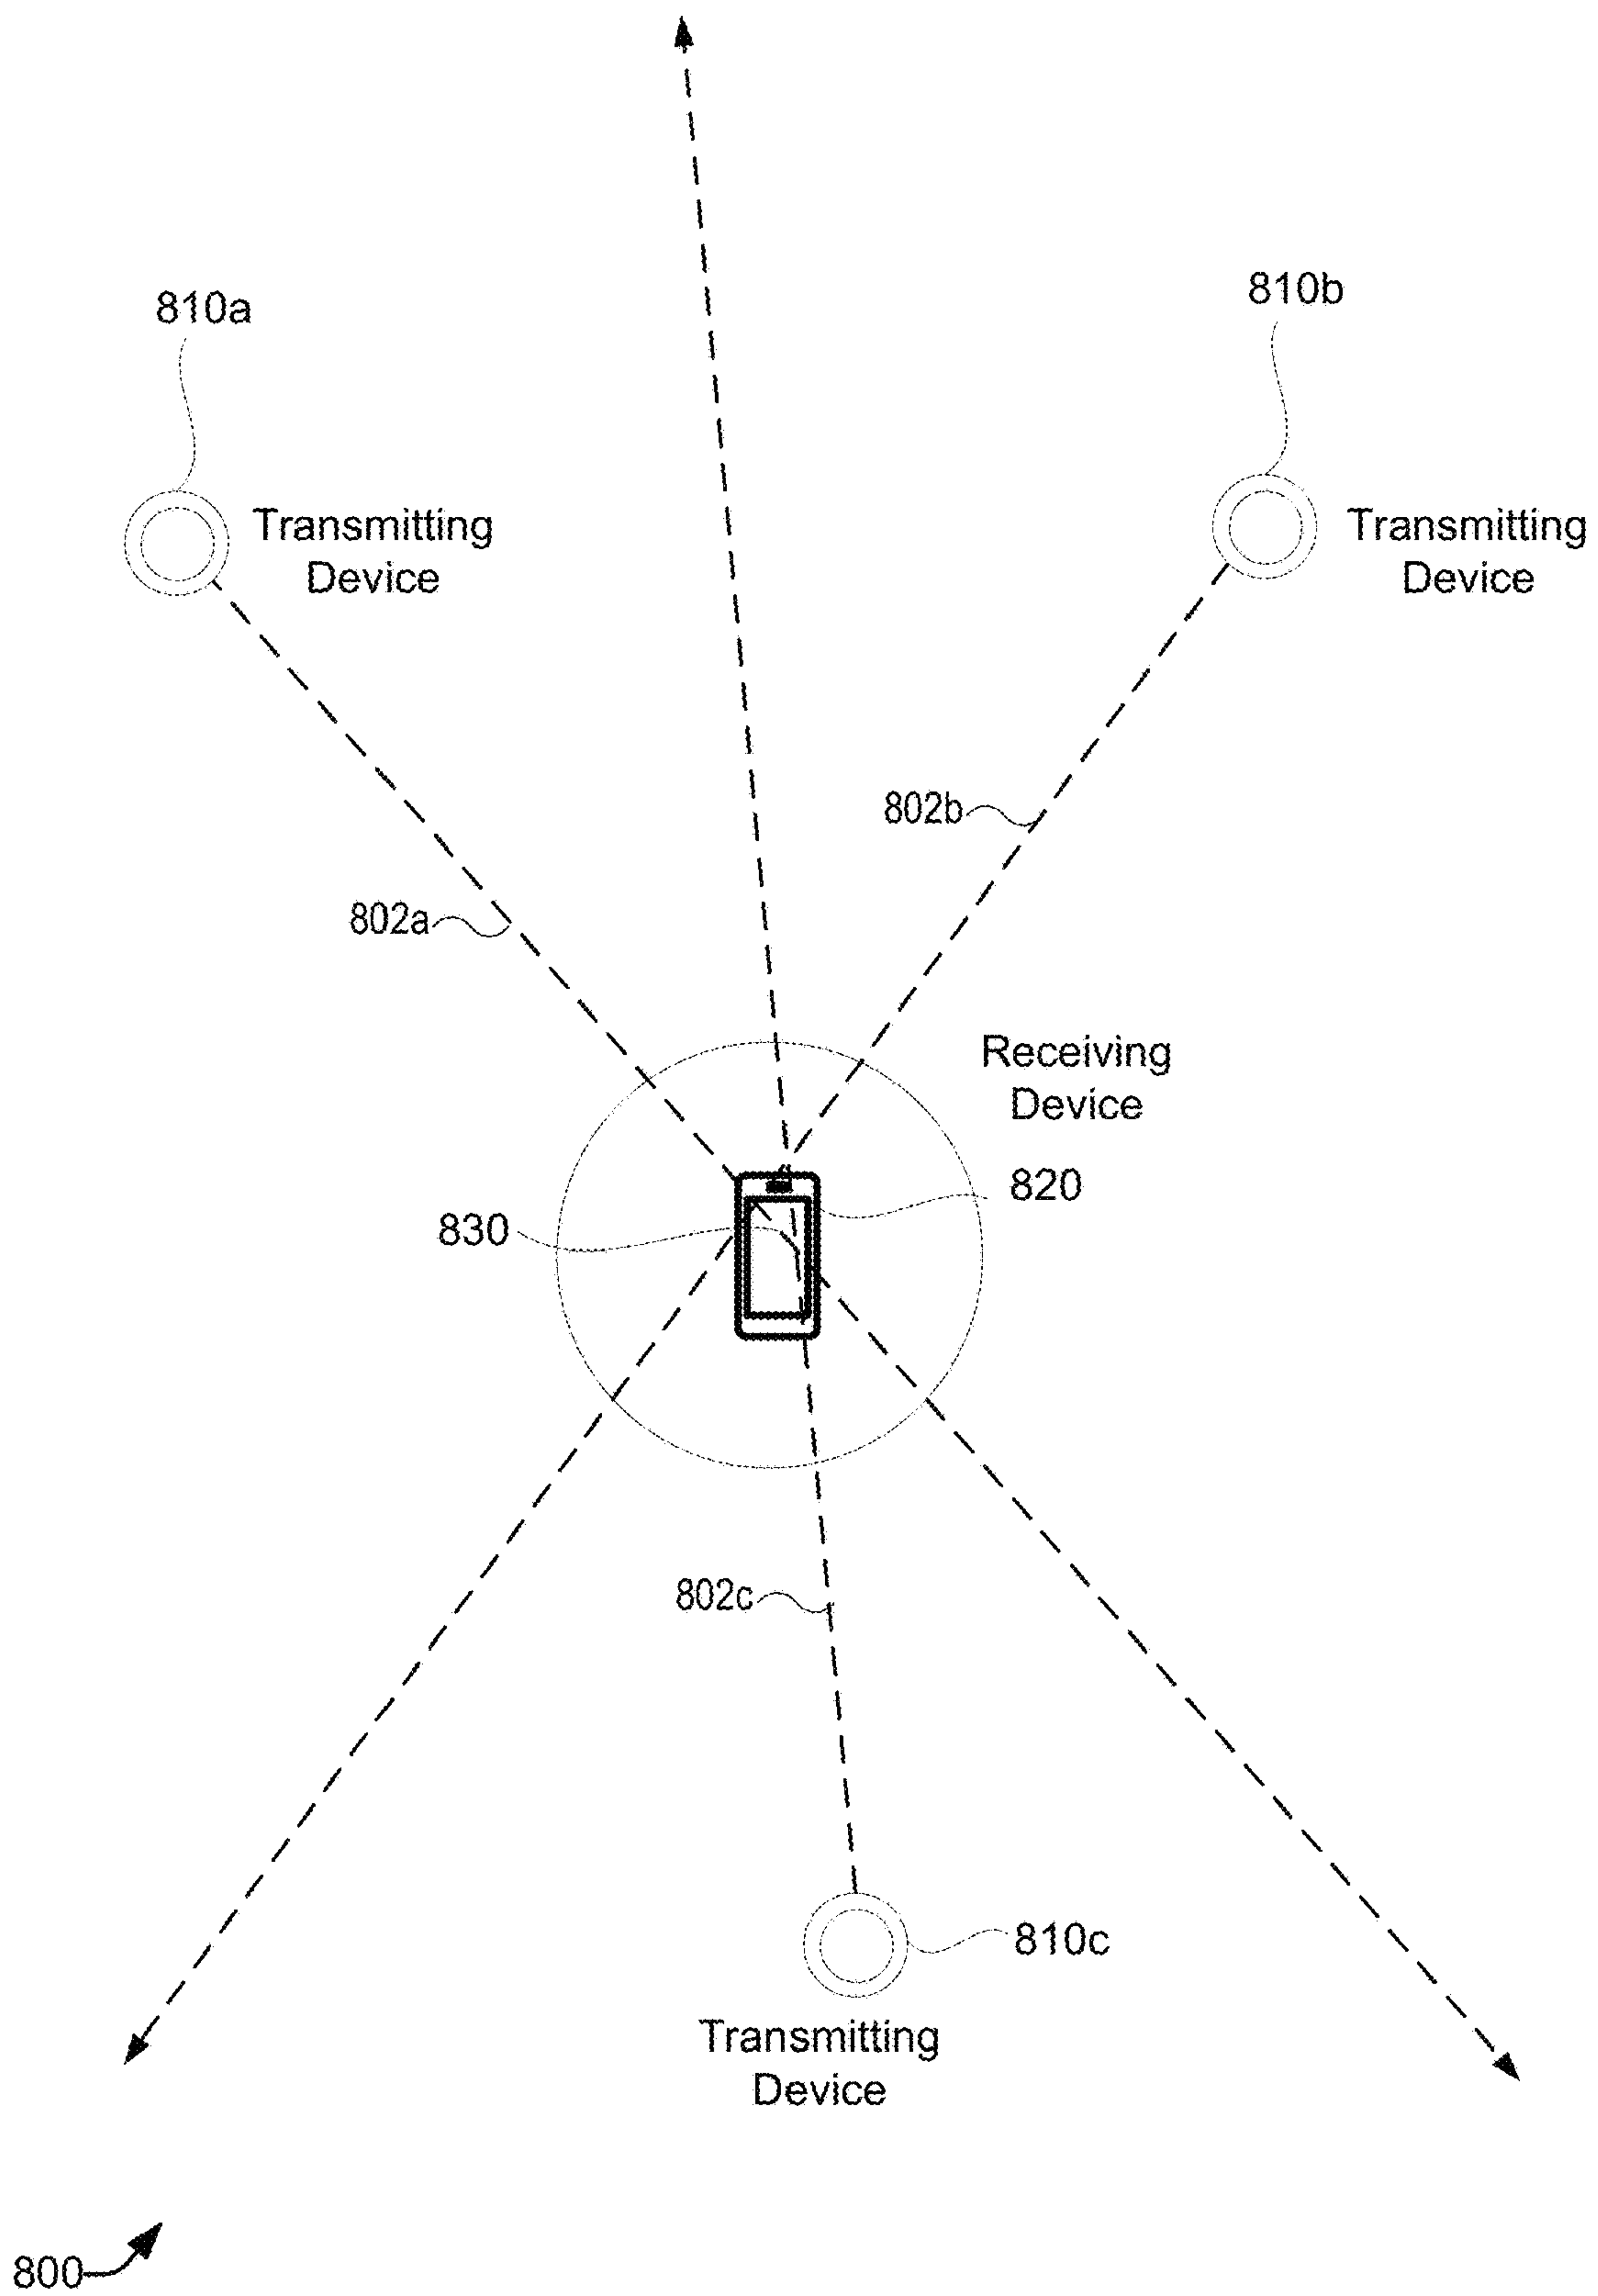 810a
810b
Transmitting
Device
Transmitting
Device
802b
802a
Receiving
Device
820
830
802c
810c
Transmitting
Device
800